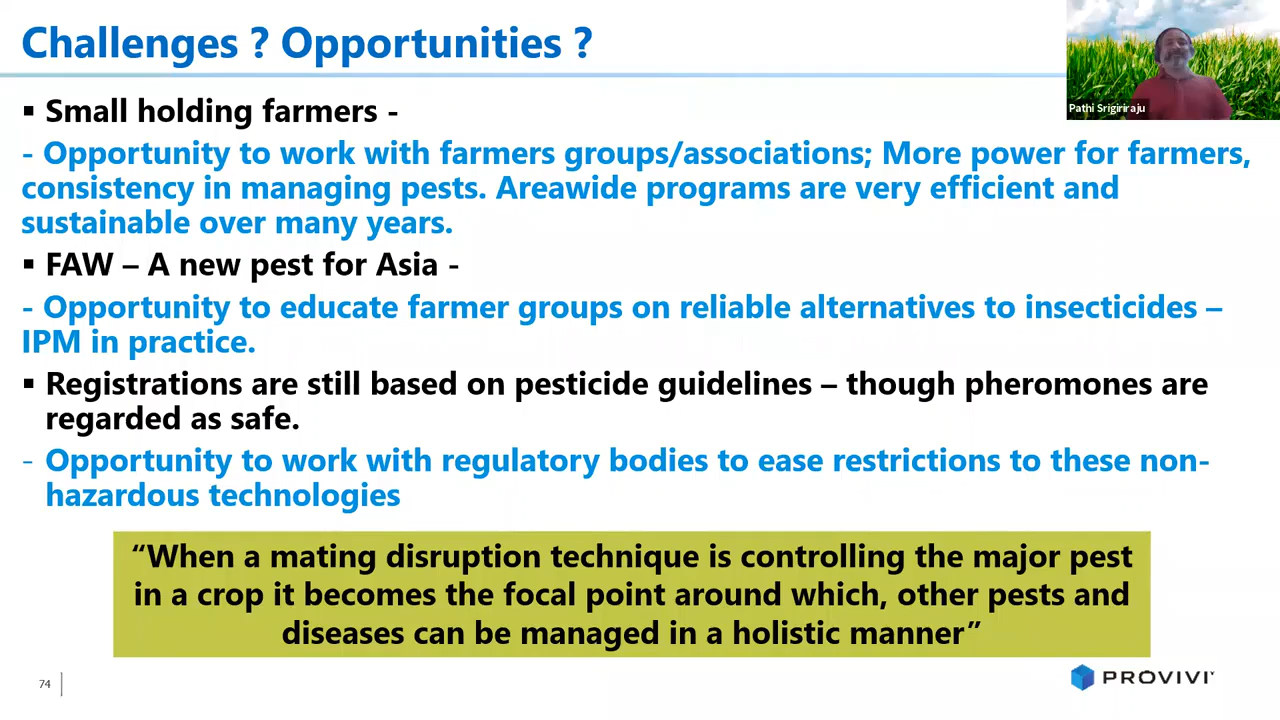 Challenges ? Opportunities ?
Pathi Srigiriraju
▪ Small holding farmers -
- Opportunity to work with farmers groups/associations; More power for farmers,
consistency in managing pests. Areawide programs are very efficient and
sustainable over many years.
▪ FAW – A new pest for Asia -
- Opportunity to educate farmer groups on reliable alternatives to insecticides –
IPM in practice.
▪ Registrations are still based on pesticide guidelines – though pheromones are
regarded as safe.
- Opportunity to work with regulatory bodies to ease restrictions to these non-
hazardous technologies
“When a mating disruption technique is controlling the major pest
in a crop it becomes the focal point around which, other pests and
diseases can be managed in a holistic manner”
74
PROVIVI